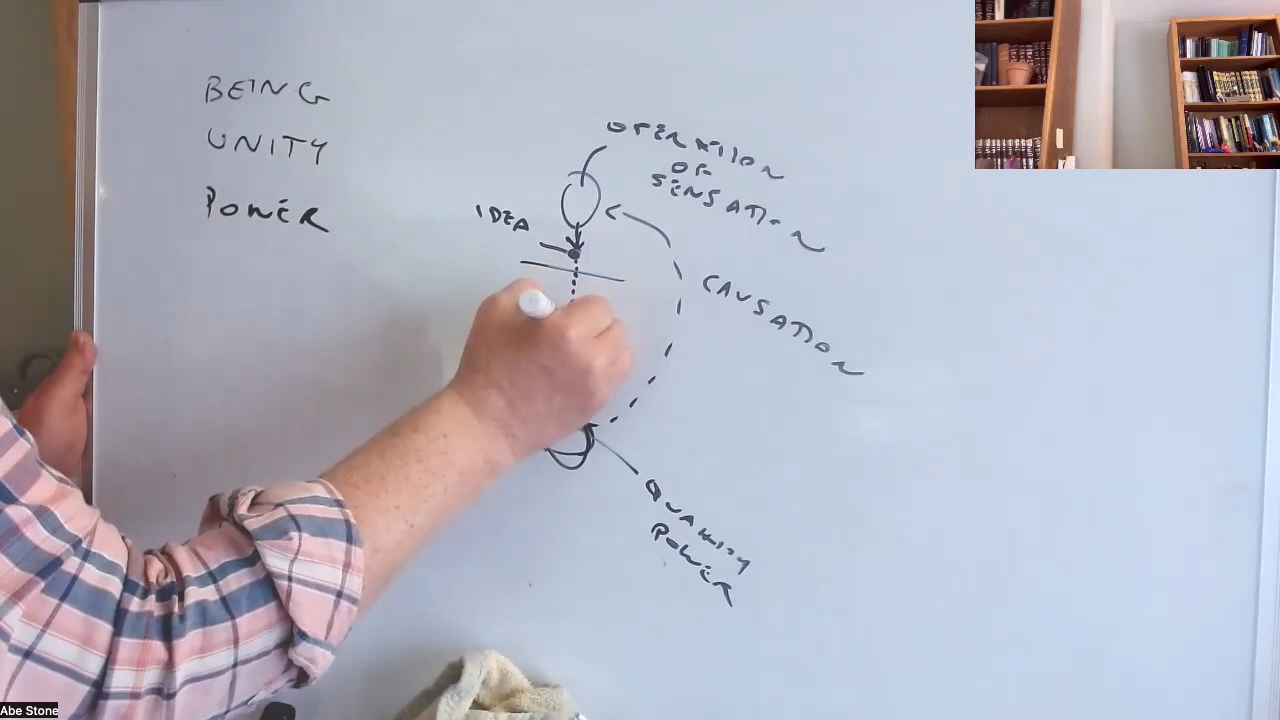 BEING
UNITY
POWER
OPERATION
OF
SENSATION
IDEA
CAUSATION
QUALITY
POWER
Abe Stone